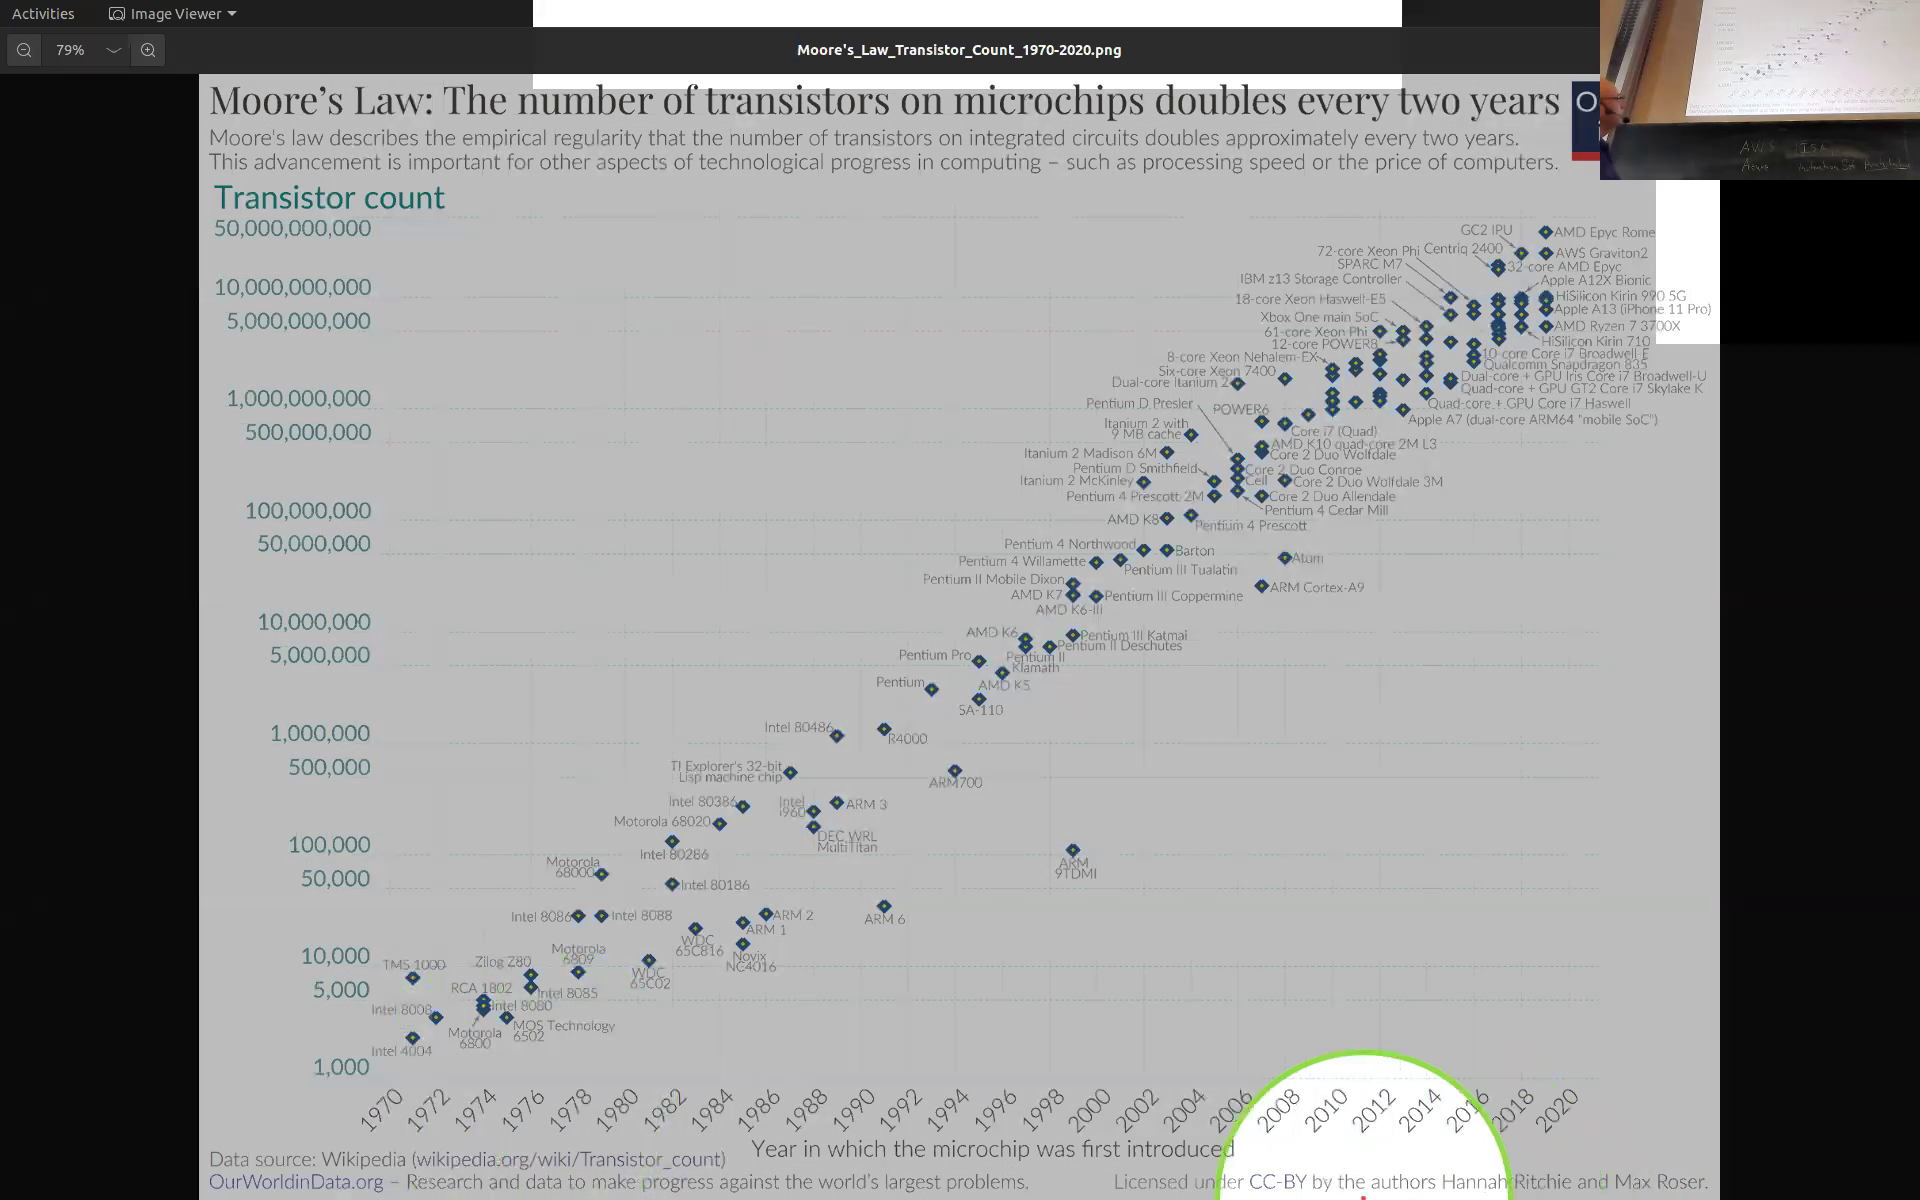 Activities
Image Viewer
79%
Moore's_Law_Transistor_Count_1970-2020.png
Moore's Law: The number of transistors on microchips doubles every two years
O
Moore's law describes the empirical regularity that the number of transistors on integrated circuits doubles approximately every two years.
This advancement is important for other aspects of technological progress in computing – such as processing speed or the price of computers.
AWS
ISA
Azure
Transistor count
50,000,000,000
10,000,000,000
5,000,000,000
1,000,000,000
500,000,000
100,000,000
50,000,000
10,000,000
5,000,000
1,000,000
500,000
100,000
50,000
10,000
5,000
1,000
GC2 IPU
AMD Epyc Rome
72-core Xeon Phi
Centriq 2400
AWS Graviton2
SPARC M7
32-core AMD Epyc
IBM z13 Storage Controller
Apple A12X Bionic
18-core Xeon Haswell-E5
HiSilicon Kirin 990 5G
Apple A13 (iPhone 11 Pro)
Xbox One main SoC
61-core Xeon Phi
AMD Ryzen 7 3700X
12-core POWER8
HiSilicon Kirin 710
8-core Xeon Nehalem-EX
10-core Core i7 Broadwell-E
Six-core Xeon 7400
Qualcomm Snapdragon 835
Dual-core Itanium 2
Dual-core + GPU Iris Core i7 Broadwell-U
Quad-core + GPU GT2 Core i7 Skylake K
Pentium D Presler
POWER6
Quad-core + GPU Core i7 Haswell
Apple A7 (dual-core ARM64 "mobile SoC")
Itanium 2 with
9 MB cache
Core i7 (Quad)
AMD K10 quad-core 2M L3
Itanium 2 Madison 6M
Core 2 Duo Wolfdale
Pentium D Smithfield
Core 2 Duo Conroe
Itanium 2 McKinley
Cell
Core 2 Duo Wolfdale 3M
Pentium 4 Prescott 2M
Core 2 Duo Allendale
Pentium 4 Cedar Mill
AMD K8
Pentium 4 Prescott
Pentium 4 Northwood
Barton
Atom
Pentium 4 Willamette
Pentium III Tualatin
Pentium II Mobile Dixon
ARM Cortex-A9
AMD K7
Pentium III Coppermine
AMD K6-III
AMD K6
Pentium III Katmai
Pentium II Deschutes
Pentium Pro
Pentium II
Klamath
Pentium
AMD K5
SA-110
Intel 80486
R4000
TI Explorer's 32-bit
Lisp machine chip
ARM700
Intel 80386
Intel
i960
ARM 3
Motorola 68020
DEC WRL
MultiTitan
Intel 80286
Motorola
68000
ARM
9TDMI
Intel 80186
Intel 8086
Intel 8088
ARM 2
ARM 6
ARM 1
WDC
65C816
Motorola
6809
Novix
NC4016
TMS 1000
Zilog Z80
WDC
65C02
RCA 1802
Intel 8085
Intel 8008
Intel 8080
Motorola
6800
MOS Technology
6502
Intel 4004
1970
1972
1974
1976
1978
1980
1982
1984
1986
1988
1990
1992
1994
1996
1998
2000
2002
2004
2006
2008
2010
2012
2014
2016
2018
2020
Year in which the microchip was first introduced
Data source: Wikipedia (wikipedia.org/wiki/Transistor_count)
OurWorldinData.org – Research and data to make progress against the world's largest problems.
Licensed under CC-BY by the authors Hannah Ritchie and Max Roser.